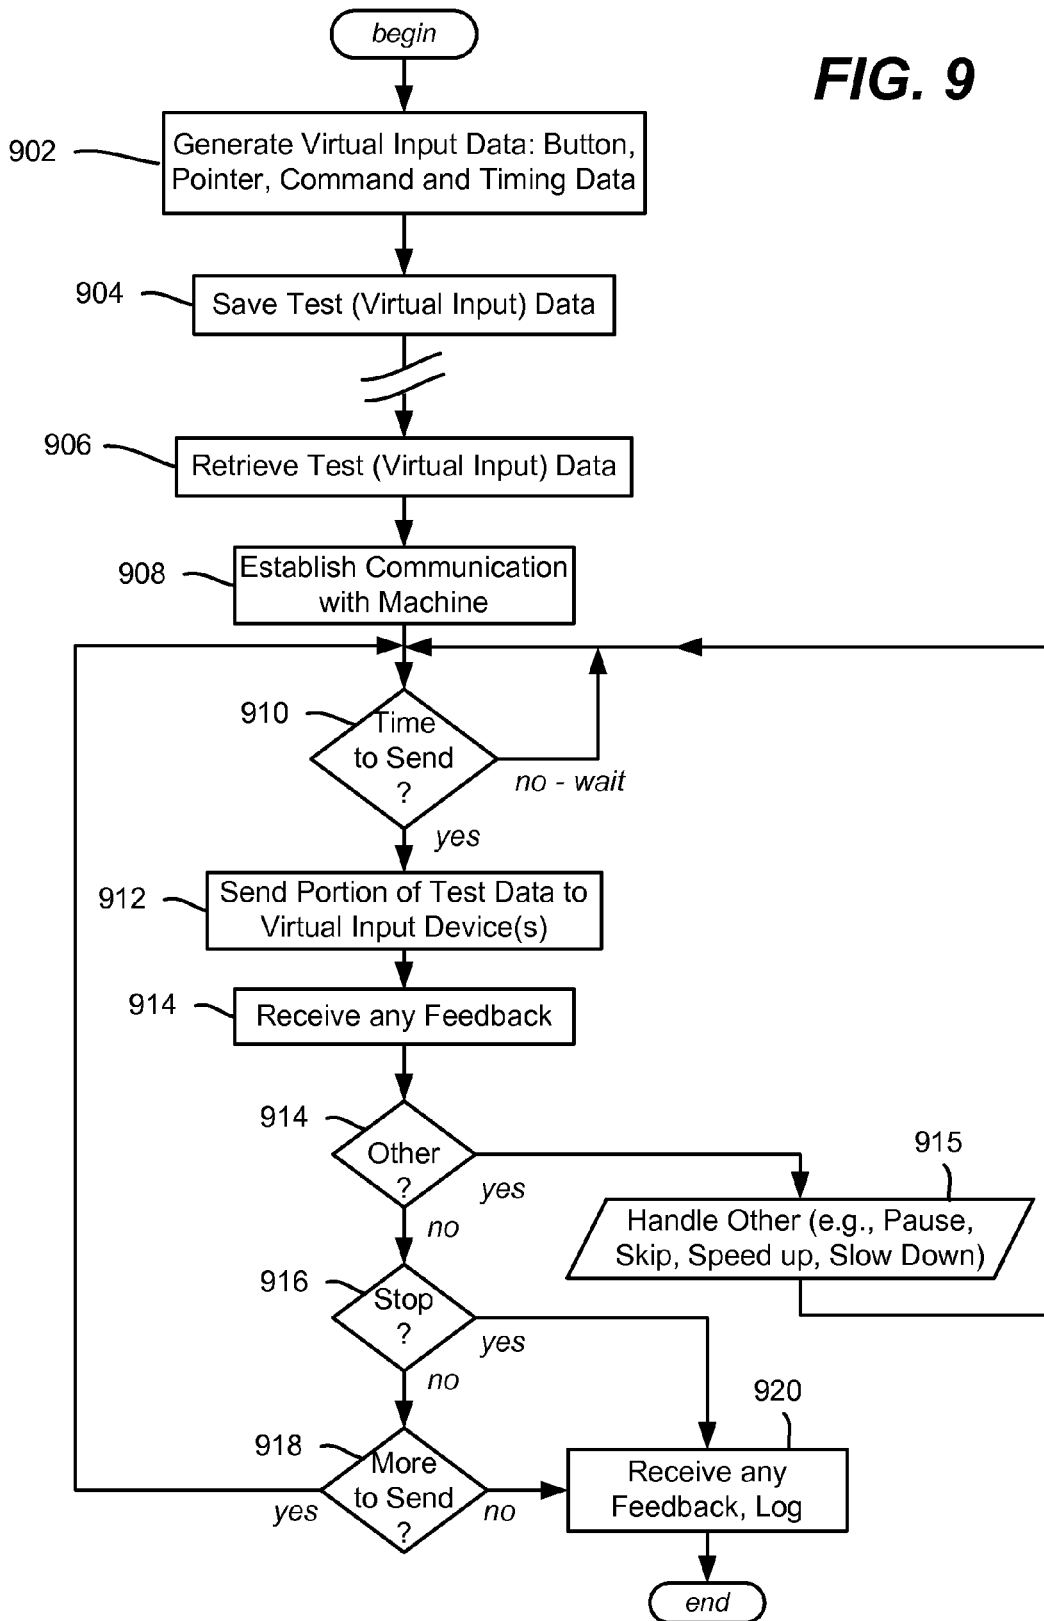 begin
FIG. 9
902
Generate Virtual Input Data: Button,
Pointer, Command and Timing Data
904
Save Test (Virtual Input) Data
906
Retrieve Test (Virtual Input) Data
908
Establish Communication
with Machine
910
Time
to Send
?
no - wait
yes
912
Send Portion of Test Data to
Virtual Input Device(s)
914
Receive any Feedback
914
Other
?
yes
no
915
Handle Other (e.g., Pause,
Skip, Speed up, Slow Down)
916
Stop
?
yes
no
918
More
to Send
?
yes
no
920
Receive any
Feedback, Log
end